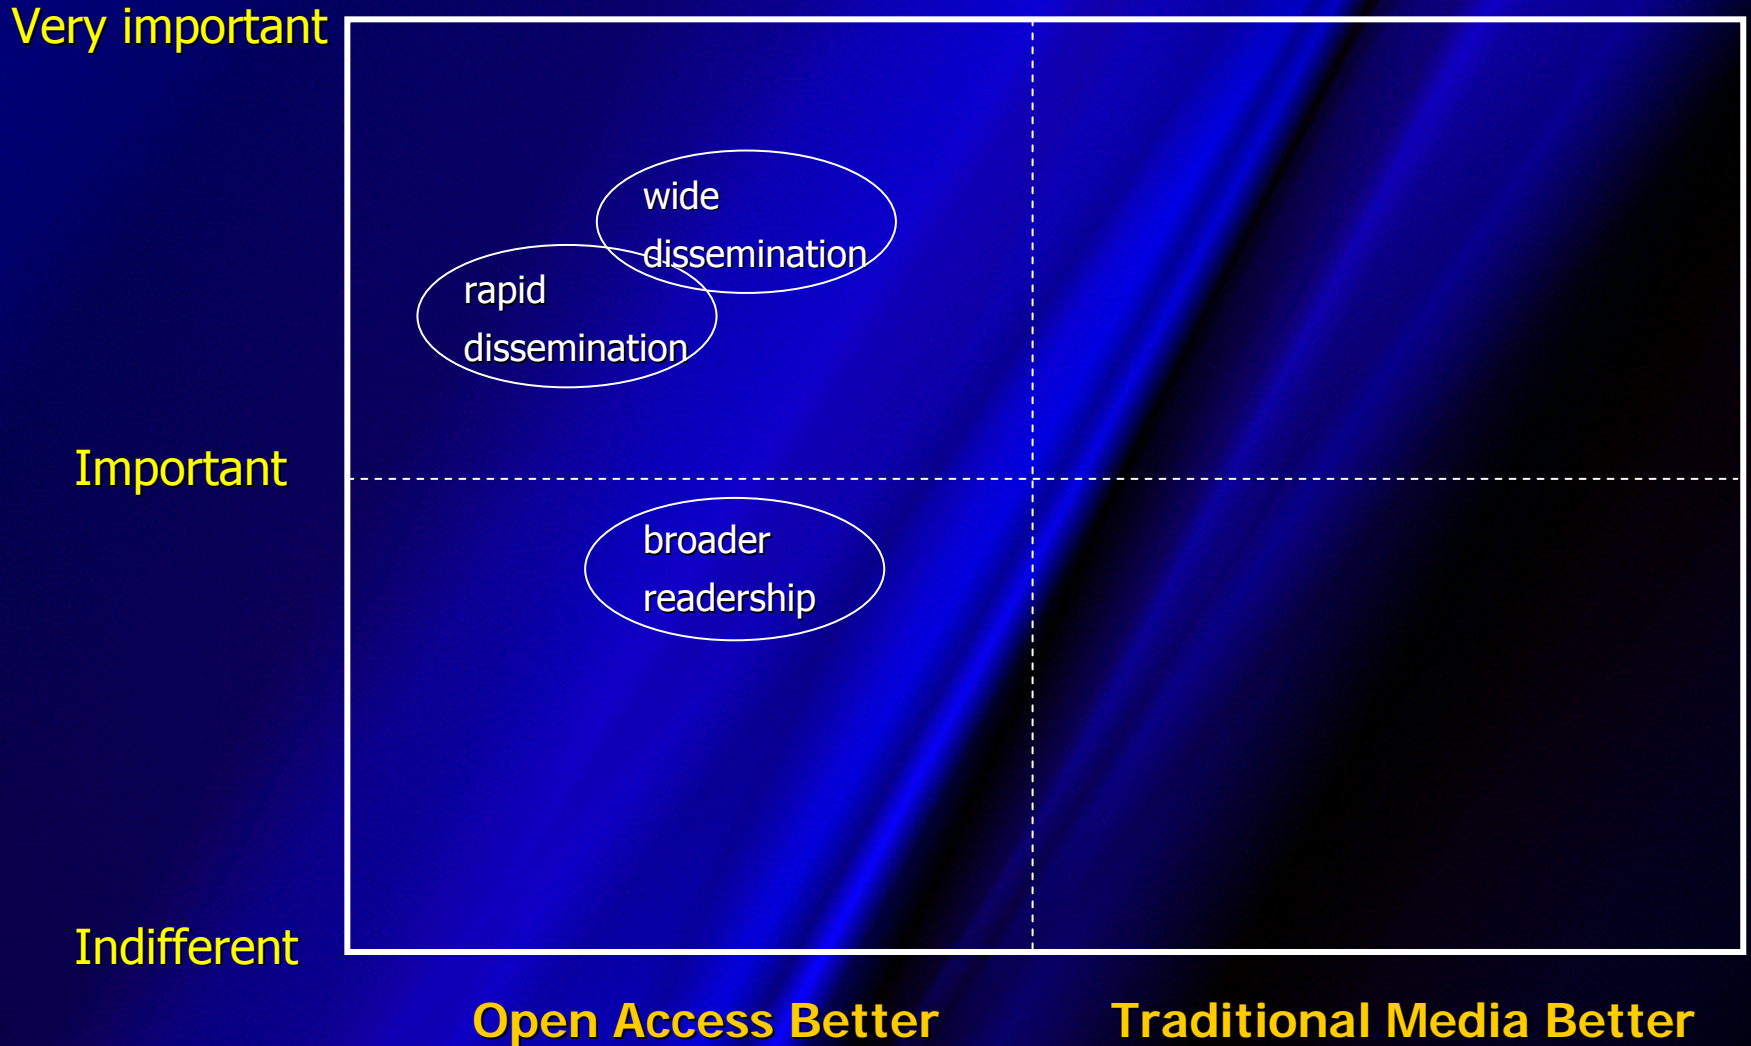 Very important
wide
dissemination
rapid
dissemination
Important
broader
readership
Indifferent
Open Access Better
Traditional Media Better